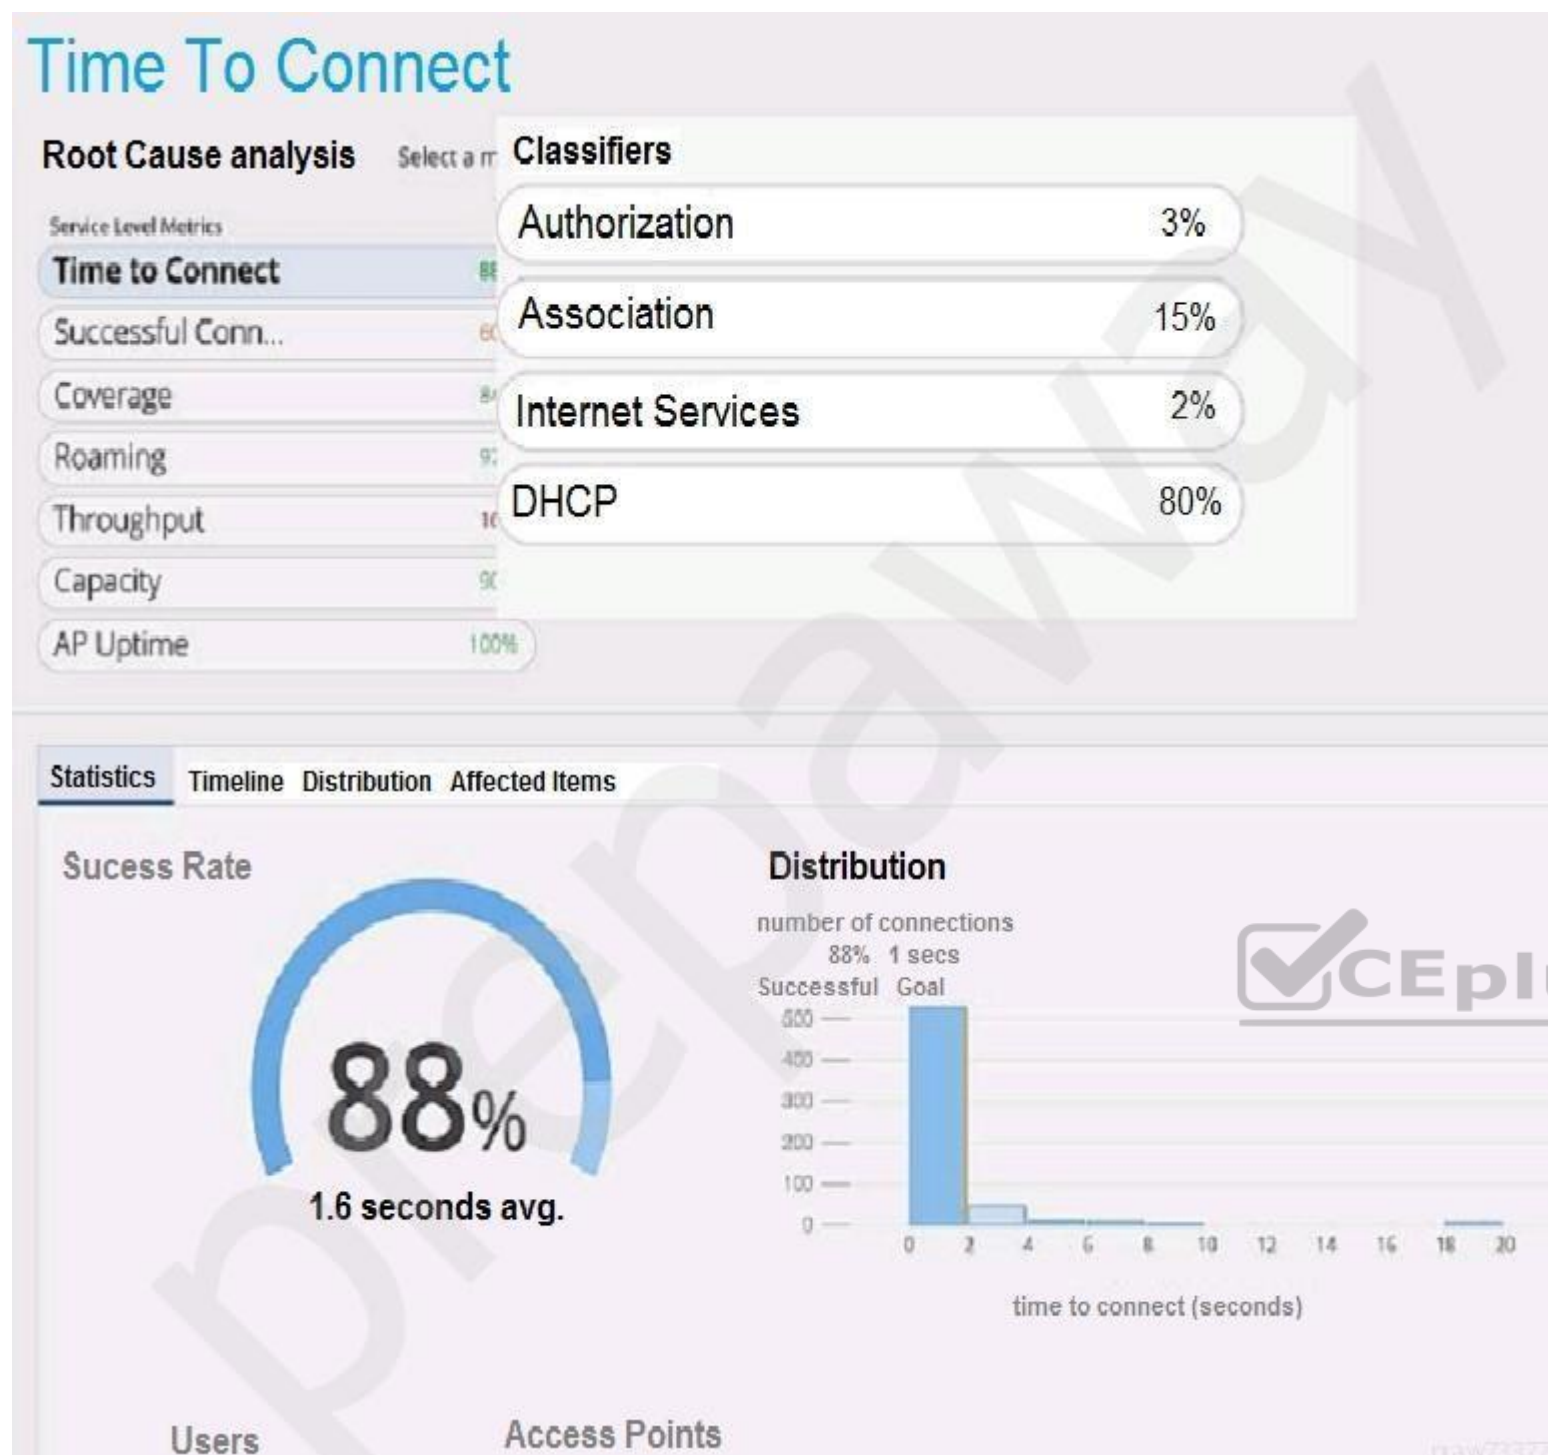 Time To Connect
Root Cause analysis Select a m
Classifiers
Service Level Metrics
Authorization 3%
Time to Connect 88
Successful Conn...
Association 15%
Coverage
Internet Services 2%
Roaming
Throughput
DHCP 80%
Capacity
AP Uptime 100%
Statistics Timeline Distribution Affected Items
Sucess Rate
88%
1.6 seconds avg.
Distribution
number of connections
88% 1 secs
Successful Goal
500
400
300
200
100
0
0 2 4 6 8 10 12 14 16 18 20
time to connect (seconds)
Users
Access Points
prepaway
CEpl